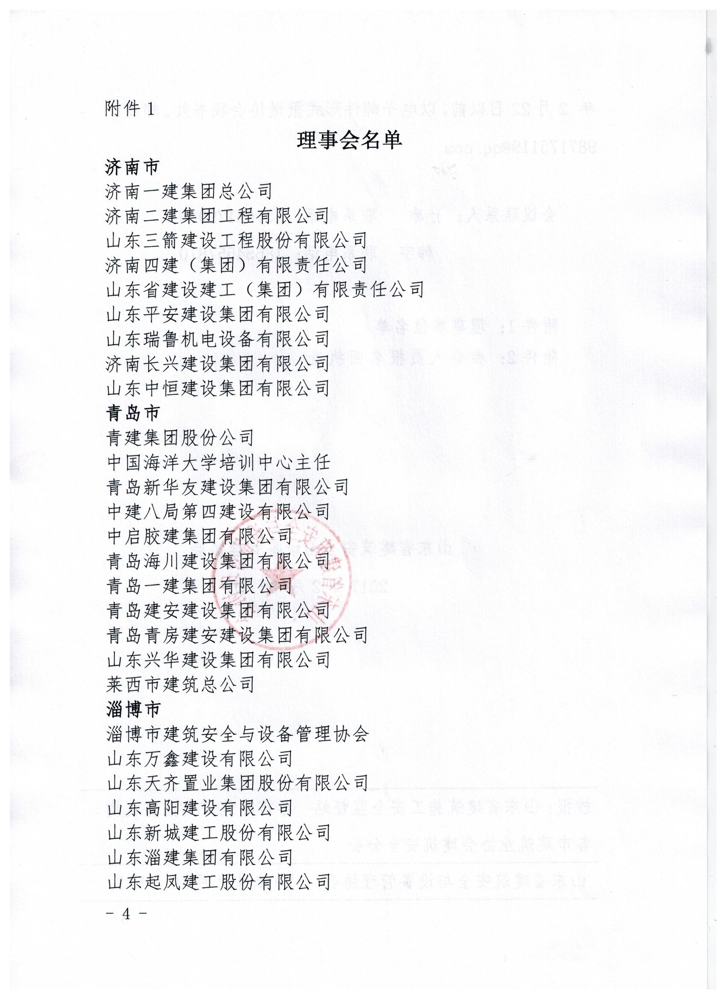 附件1
理事会名单
济南市
济南一建集团总公司
济南二建集团工程有限公司
山东三箭建设工程股份有限公司
济南四建（集团）有限责任公司
山东省建设建工（集团）有限责任公司
山东平安建设集团有限公司
山东瑞鲁机电设备有限公司
济南长兴建设集团有限公司
山东中恒建设集团有限公司
青岛市
青建集团股份公司
中国海洋大学培训中心主任
青岛新华友建设集团有限公司
中建八局第四建设有限公司
中启胶建集团有限公司
青岛海川建设集团有限公司
青岛一建集团有限公司
青岛建安建设集团有限公司
青岛青房建安建设集团有限公司
山东兴华建设集团有限公司
莱西市建筑总公司
淄博市
淄博市建筑安全与设备管理协会
山东万鑫建设有限公司
山东天齐置业集团股份有限公司
山东高阳建设有限公司
山东新城建工股份有限公司
山东淄建集团有限公司
山东起凤建工股份有限公司
- 4 -